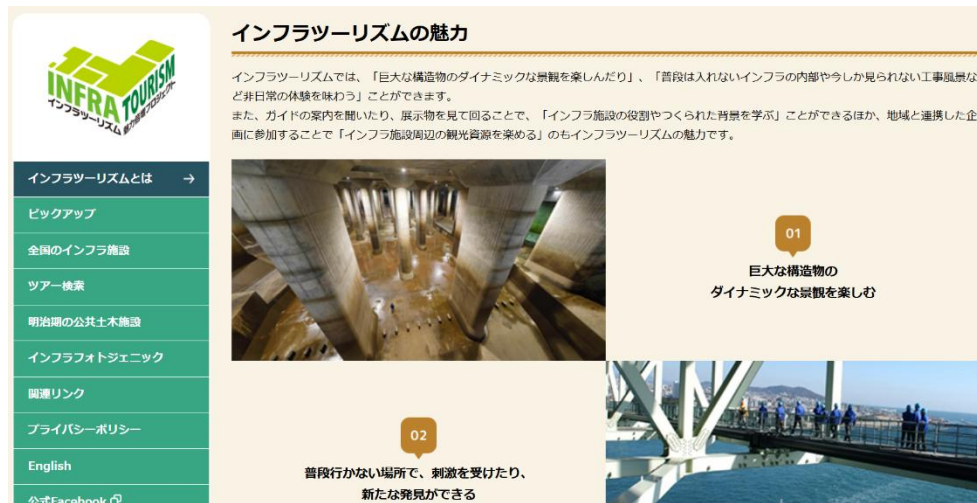 INFRA TOURISM
インフラツーリズム 魅力倍増プロジェクト
インフラツーリズムとは →
ピックアップ
全国のインフラ施設
ツアー検索
明治期の公共土木施設
インフラフォトジェニック
関連リンク
プライバシーポリシー
English
公式Facebook
インフラツーリズムの魅力
インフラツーリズムでは、「巨大な構造物のダイナミックな景観を楽しんだり」、「普段は入れないインフラの内部や今しか見られない工事風景な
ど非日常の体験を味わう」ことができます。
また、ガイドの案内を聞いたり、展示物を見て回ることで、「インフラ施設の役割やつくられた背景を学ぶ」ことができるほか、地域と連携した企
画に参加することで「インフラ施設周辺の観光資源を楽める」のもインフラツーリズムの魅力です。
01
巨大な構造物の
ダイナミックな景観を楽しむ
02
普段行かない場所で、刺激を受けたり、
新たな発見ができる